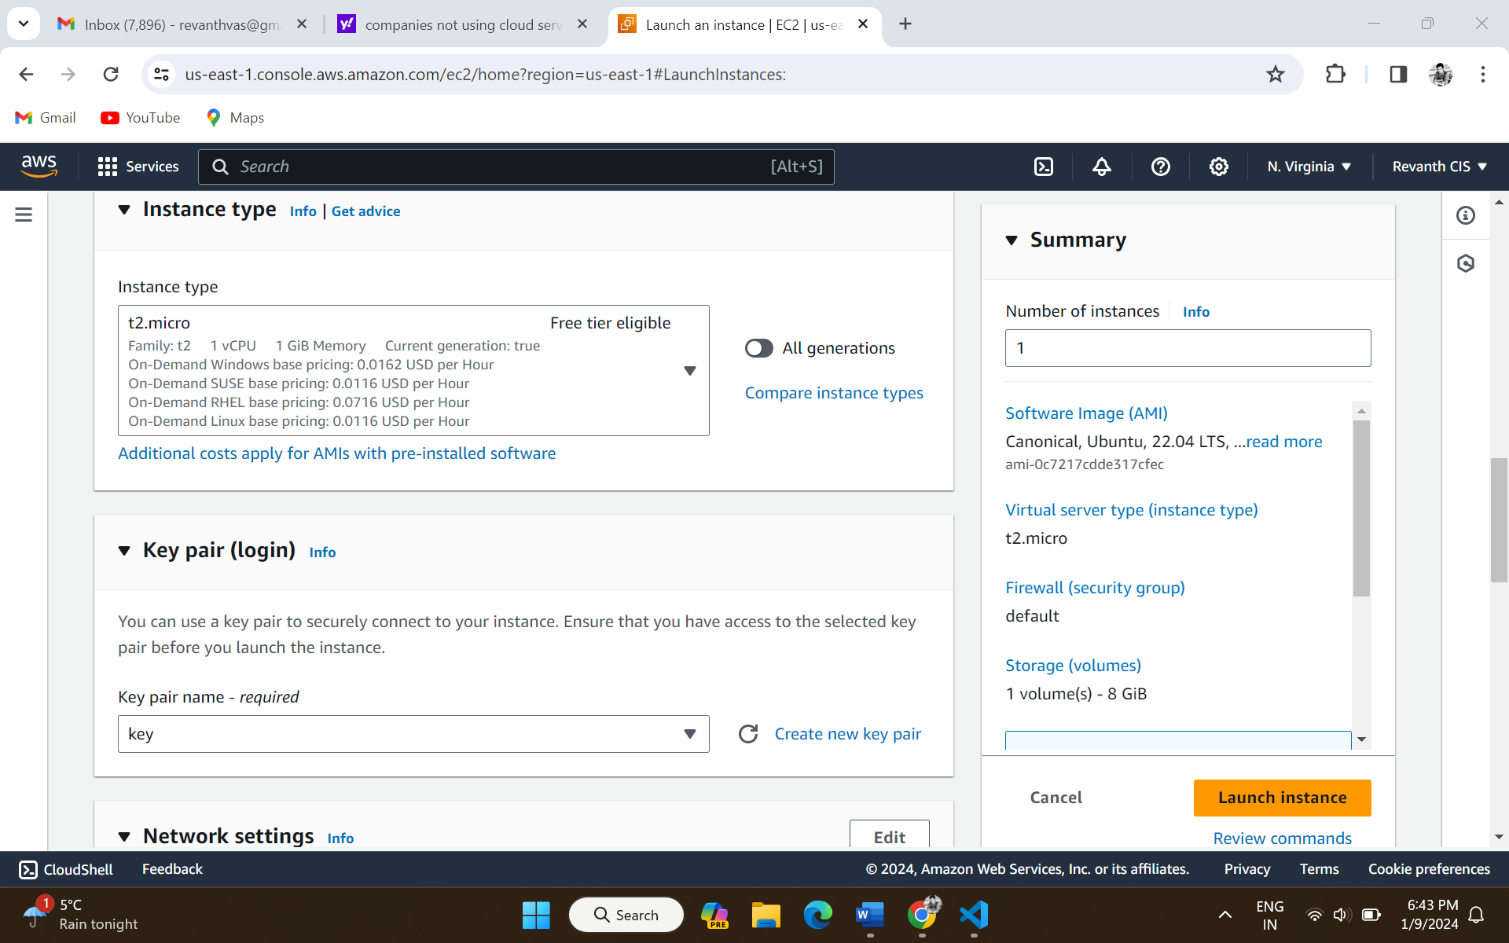 Inbox (7,896) - revanthvas@gm
companies not using cloud serv
Launch an instance | EC2 | us-ea
us-east-1.console.aws.amazon.com/ec2/home?region=us-east-1#LaunchInstances:
Gmail
YouTube
Maps
aws
Services
Search
[Alt+S]
N. Virginia
Revanth CIS
Instance type
Info | Get advice
Instance type
t2.micro
Free tier eligible
Family: t2 1 vCPU 1 GiB Memory Current generation: true
On-Demand Windows base pricing: 0.0162 USD per Hour
On-Demand SUSE base pricing: 0.0116 USD per Hour
On-Demand RHEL base pricing: 0.0716 USD per Hour
On-Demand Linux base pricing: 0.0116 USD per Hour
All generations
Compare instance types
Additional costs apply for AMIs with pre-installed software
Key pair (login)
Info
You can use a key pair to securely connect to your instance. Ensure that you have access to the selected key
pair before you launch the instance.
Key pair name - required
key
Create new key pair
Network settings
Info
Edit
Summary
Number of instances
Info
1
Software Image (AMI)
Canonical, Ubuntu, 22.04 LTS, ...read more
ami-0c7217cdde317cfec
Virtual server type (instance type)
t2.micro
Firewall (security group)
default
Storage (volumes)
1 volume(s) - 8 GiB
Cancel
Launch instance
Review commands
CloudShell
Feedback
© 2024, Amazon Web Services, Inc. or its affiliates.
Privacy
Terms
Cookie preferences
1
5°C
Rain tonight
Search
PRE
ENG
IN
6:43 PM
1/9/2024